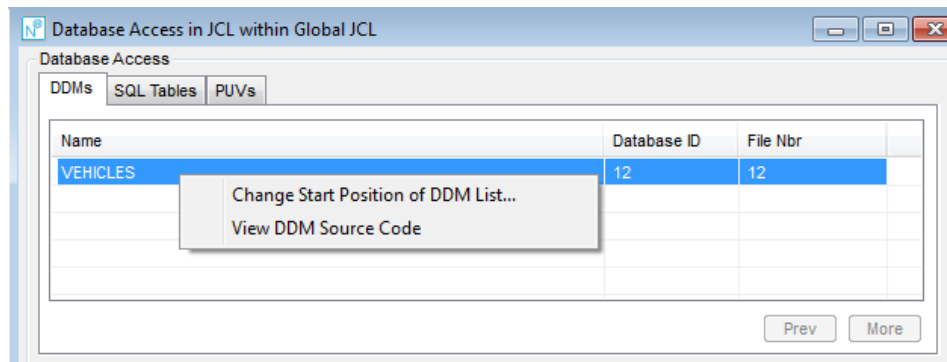 Database Access in JCL within Global JCL
Database Access
DDMs SQL Tables PUVs
Name Database ID File Nbr
VEHICLES 12 12
Change Start Position of DDM List...
View DDM Source Code
Prev More